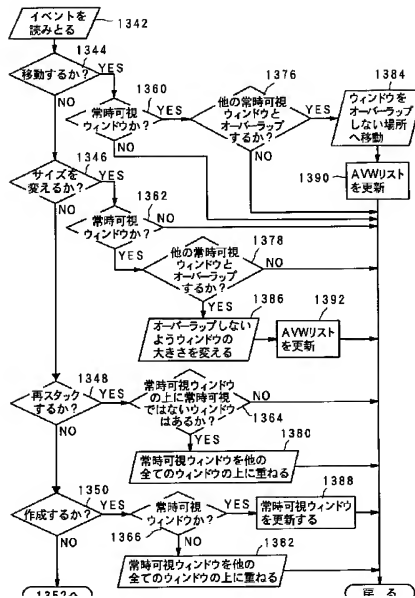 イベントを
読みとる
1342
1344
移動するか?
YES
NO
1360
常時可視
ウィンドウか?
YES
NO
1376
他の常時可視
ウィンドウと
オーバーラップ
するか?
YES
NO
1384
ウィンドウを
オーバーラップ
しない場所
へ移動
1390
AVWリスト
を更新
1346
サイズを
変えるか?
YES
NO
1362
常時可視
ウィンドウか?
NO
YES
1378
他の常時可視
ウィンドウと
オーバーラップ
するか?
NO
YES
1386
オーバーラップしない
ようウィンドウの
大きさを変える
1392
AVWリスト
を更新
1348
再スタック
するか?
YES
NO
常時可視ウィンドウ
の上に常時可視
ではないウィンドウ
はあるか?
NO
1364
YES
1380
常時可視ウィンドウを他の
全てのウィンドウの上に重ねる
1350
作成するか?
YES
NO
常時可視
ウィンドウか?
1366
YES
NO
1388
常時可視ウィンドウ
を更新する
1382
常時可視ウィンドウを他の
全てのウィンドウの上に重ねる
1352へ
戻る